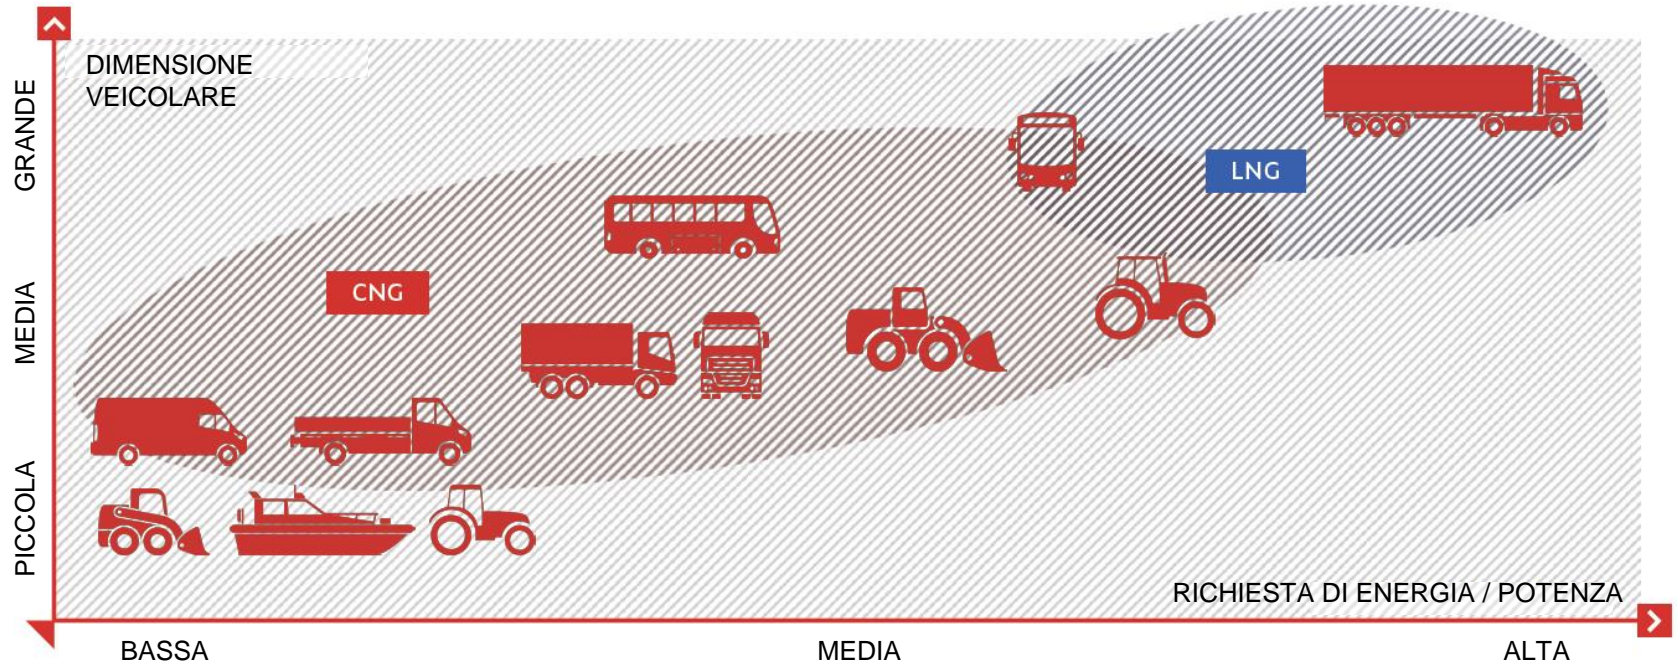 DIMENSIONE
VEICOLARE
GRANDE
LNG
CNG
MEDIA
PICCOLA
RICHIESTA DI ENERGIA / POTENZA
BASSA
MEDIA
ALTA